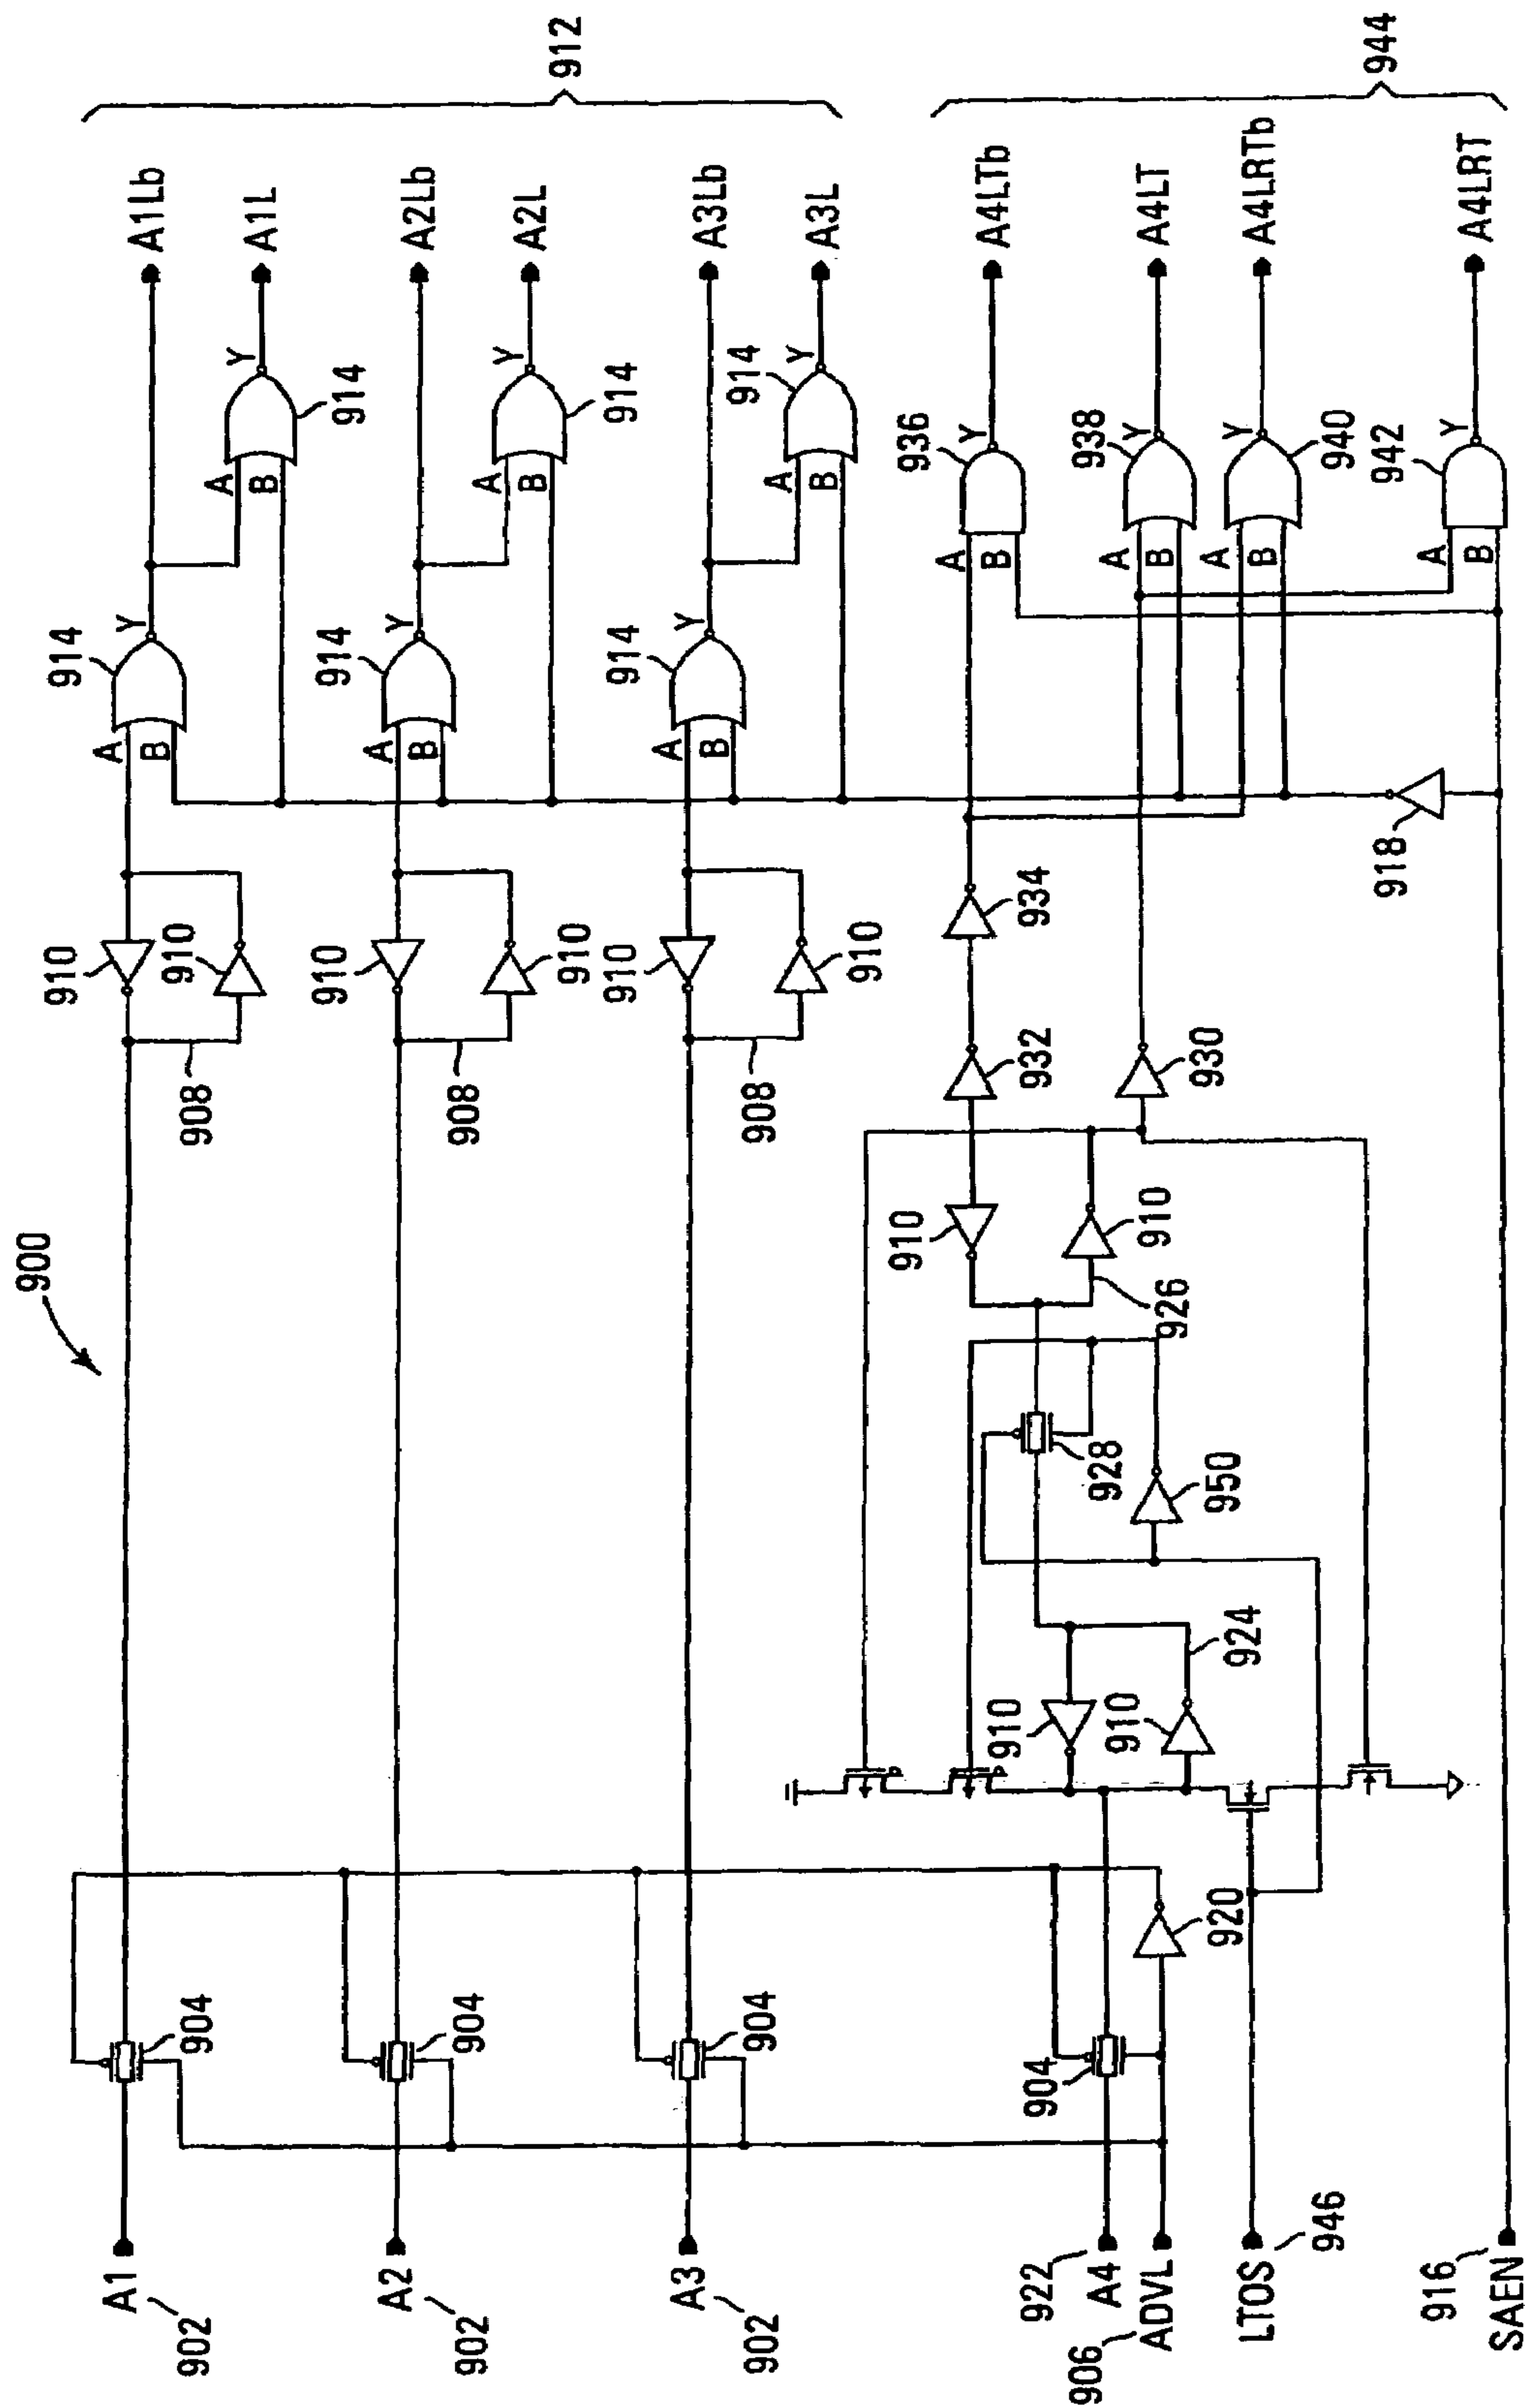 900
A1
902
904
908
910
910
A
B
914
Y
A
B
914
Y
A1Lb
A1L
A2
902
904
908
910
910
A
B
914
Y
A
B
914
Y
A2Lb
A2L
A3
902
904
908
910
910
A
B
914
Y
A
B
914
Y
A3Lb
A3L
912
922
A4
904
906
ADVL
920
LTOS
946
910
910
924
928
950
910
910
926
932
930
934
918
A
B
936
Y
A4LTb
A
B
938
Y
A4LT
A
B
940
Y
A4LRTb
A
B
942
Y
A4LRT
944
916
SAEN